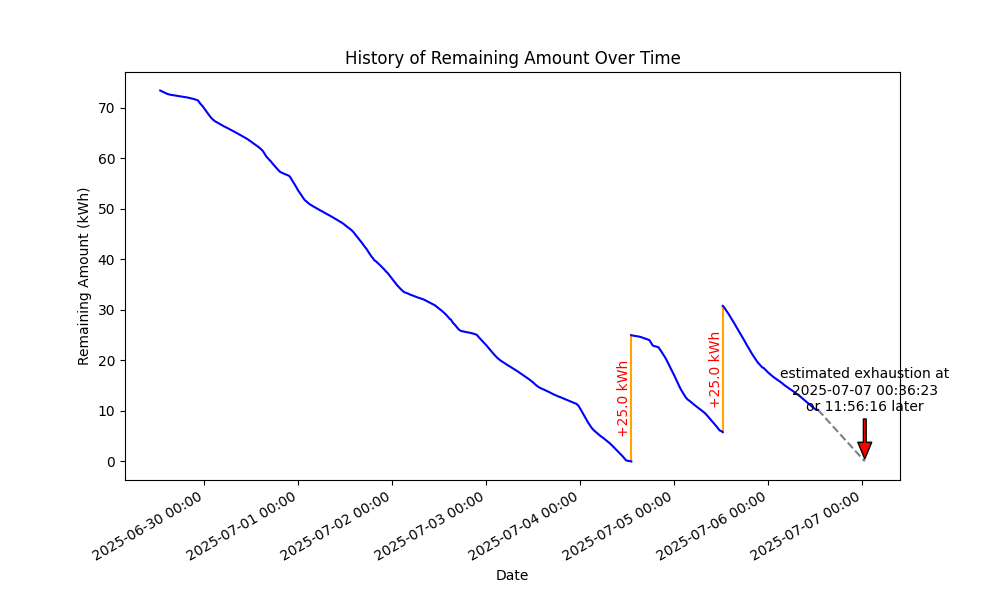 History of Remaining Amount Over Time
Remaining Amount (kWh)
70
60
50
40
30
20
10
0
+25.0 kWh
+25.0 kWh
estimated exhaustion at
2025-07-07 00:36:23
or 11:56:16 later
2025-06-30 00:00
2025-07-01 00:00
2025-07-02 00:00
2025-07-03 00:00
2025-07-04 00:00
2025-07-05 00:00
2025-07-06 00:00
2025-07-07 00:00
Date